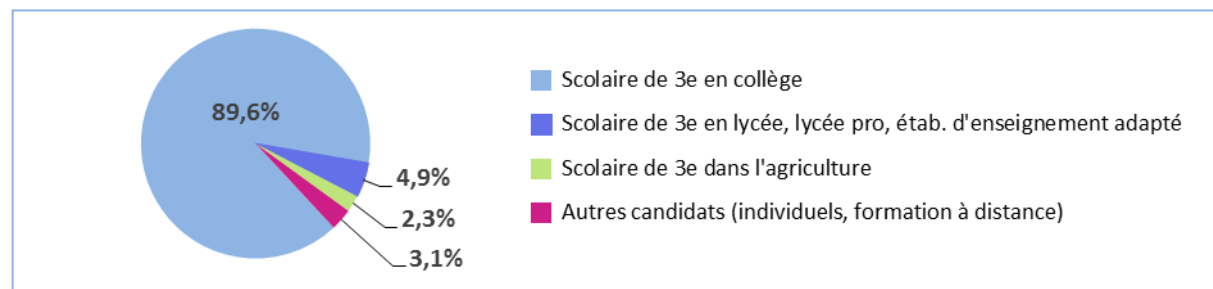 89,6%
4,9%
2,3%
3,1%
Scolaire de 3e en collège
Scolaire de 3e en lycée, lycée pro, étab. d'enseignement adapté
Scolaire de 3e dans l'agriculture
Autres candidats (individuels, formation à distance)